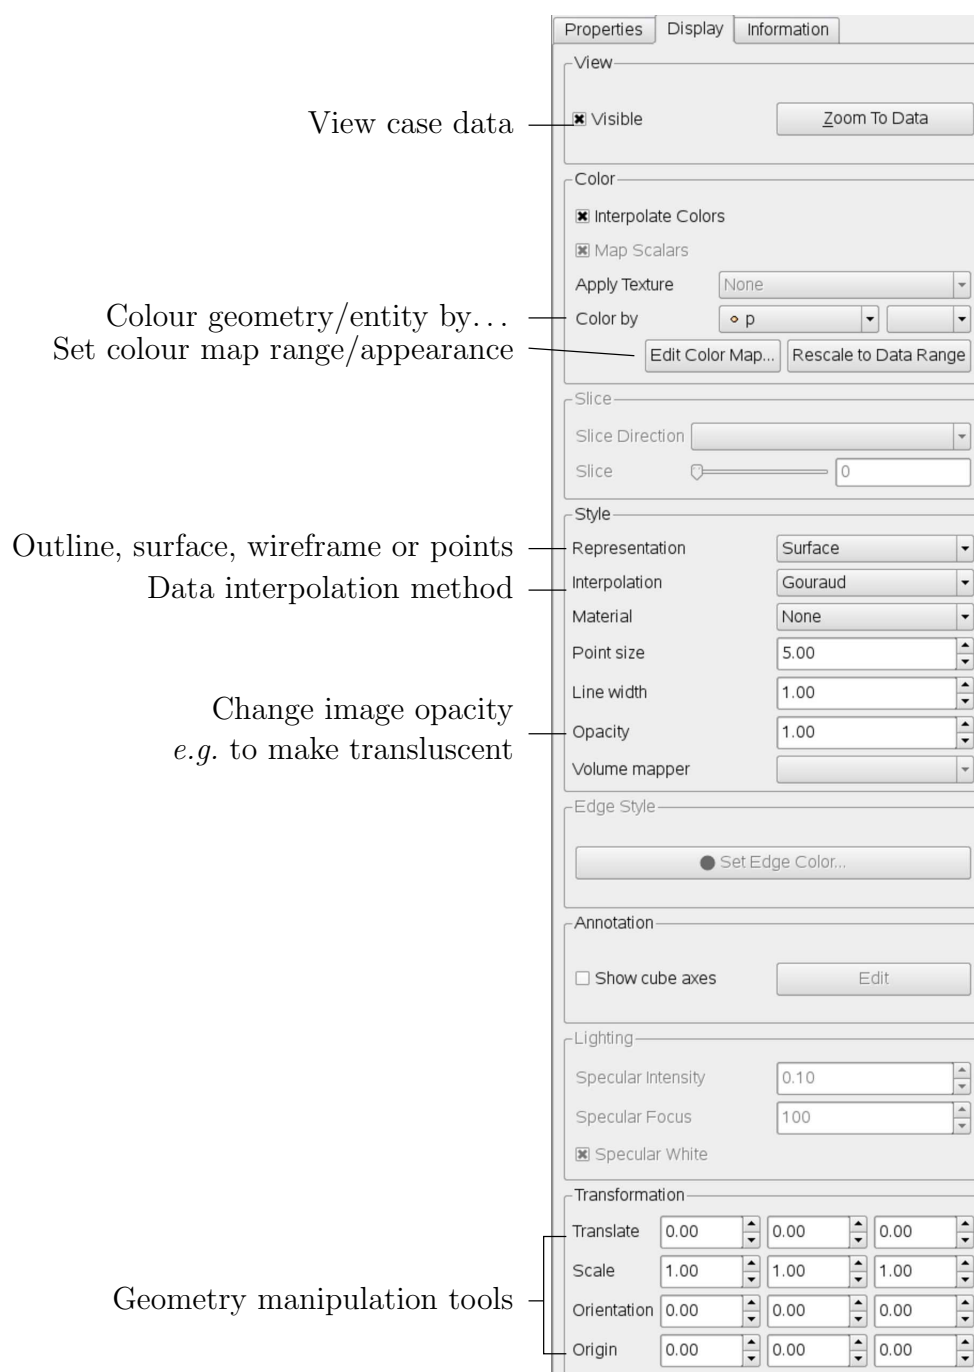 Properties Display Information
View
View case data Visible Zoom To Data
Color
Interpolate Colors
Map Scalars
Apply Texture None
Colour geometry/entity by... Color by p
Set colour map range/appearance Edit Color Map... Rescale to Data Range
Slice
Slice Direction
Slice 0
Style
Outline, surface, wireframe or points Representation Surface
Data interpolation method Interpolation Gouraud
Material None
Point size 5.00
Line width 1.00
Change image opacity
e.g. to make transluscent Opacity 1.00
Volume mapper
Edge Style
Set Edge Color...
Annotation
Show cube axes Edit
Lighting
Specular Intensity 0.10
Specular Focus 100
Specular White
Transformation
Translate 0.00 0.00 0.00
Scale 1.00 1.00 1.00
Geometry manipulation tools Orientation 0.00 0.00 0.00
Origin 0.00 0.00 0.00